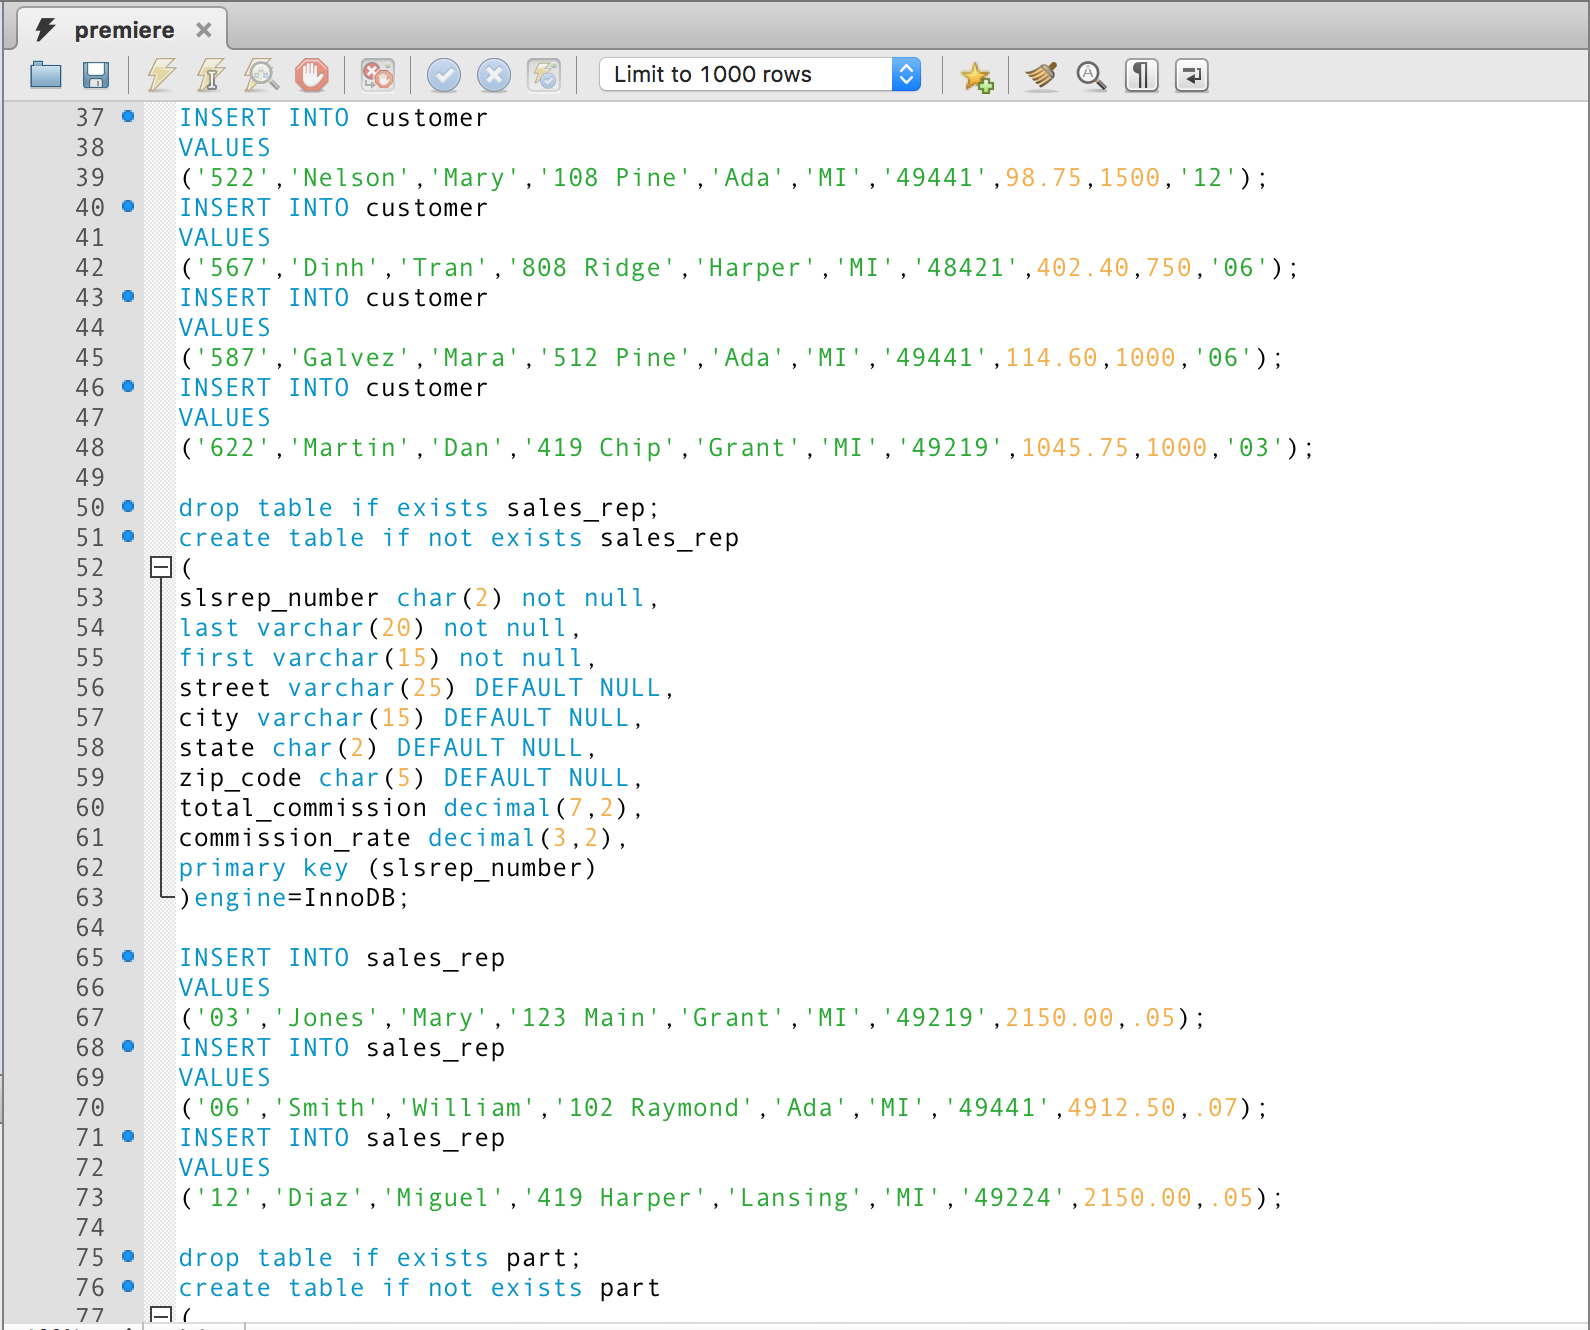 premiere
Limit to 1000 rows
37 INSERT INTO customer
38 VALUES
39 ('522','Nelson','Mary','108 Pine','Ada','MI','49441',98.75,1500,'12');
40 INSERT INTO customer
41 VALUES
42 ('567','Dinh','Tran','808 Ridge','Harper','MI','48421',402.40,750,'06');
43 INSERT INTO customer
44 VALUES
45 ('587','Galvez','Mara','512 Pine','Ada','MI','49441',114.60,1000,'06');
46 INSERT INTO customer
47 VALUES
48 ('622','Martin','Dan','419 Chip','Grant','MI','49219',1045.75,1000,'03');
49
50 drop table if exists sales_rep;
51 create table if not exists sales_rep
52 (
53 slsrep_number char(2) not null,
54 last varchar(20) not null,
55 first varchar(15) not null,
56 street varchar(25) DEFAULT NULL,
57 city varchar(15) DEFAULT NULL,
58 state char(2) DEFAULT NULL,
59 zip_code char(5) DEFAULT NULL,
60 total_commission decimal(7,2),
61 commission_rate decimal(3,2),
62 primary key (slsrep_number)
63 )engine=InnoDB;
64
65 INSERT INTO sales_rep
66 VALUES
67 ('03','Jones','Mary','123 Main','Grant','MI','49219',2150.00,.05);
68 INSERT INTO sales_rep
69 VALUES
70 ('06','Smith','William','102 Raymond','Ada','MI','49441',4912.50,.07);
71 INSERT INTO sales_rep
72 VALUES
73 ('12','Diaz','Miguel','419 Harper','Lansing','MI','49224',2150.00,.05);
74
75 drop table if exists part;
76 create table if not exists part
77 (